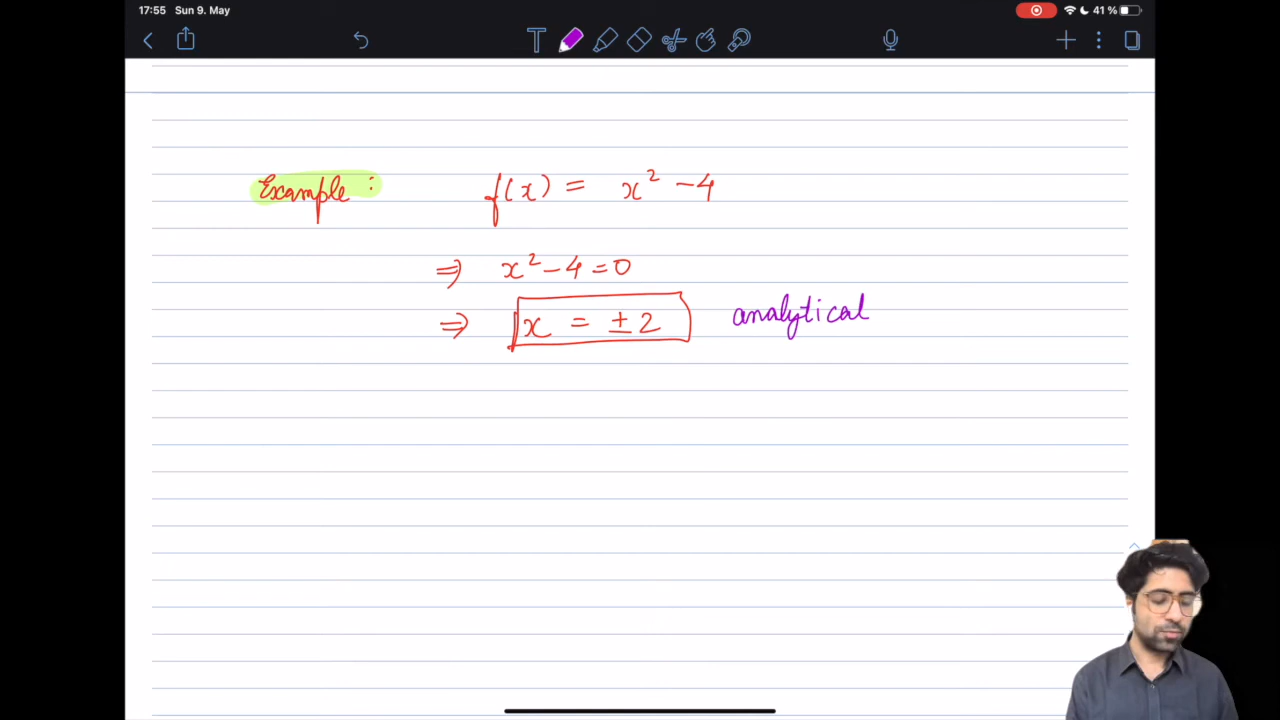 17:55 Sun 9. May 41 %
T
Example : f(x) = x² -4
⇒ x² -4 = 0
⇒ x = ±2 analytical